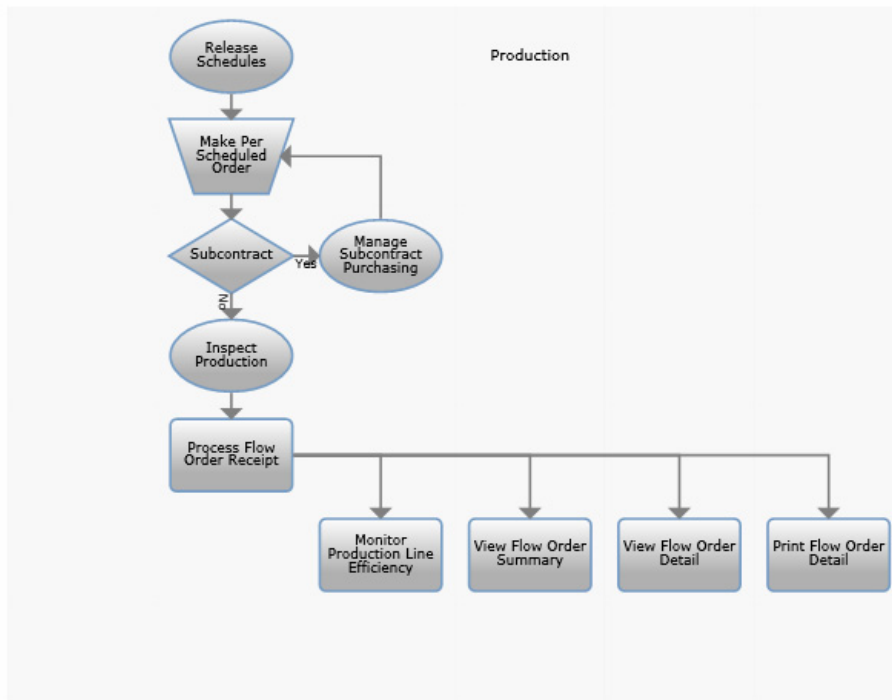 Release
Schedules
Production
Make Per
Scheduled
Order
Subcontract
Yes
Manage
Subcontract
Purchasing
No
Inspect
Production
Process Flow
Order Receipt
Monitor
Production Line
Efficiency
View Flow Order
Summary
View Flow Order
Detail
Print Flow Order
Detail